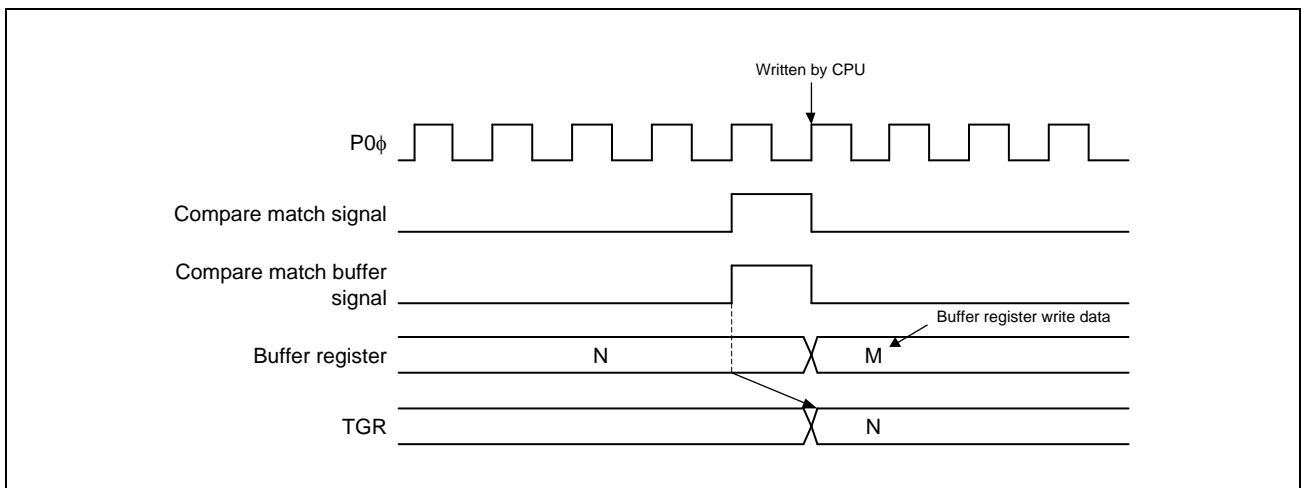 Written by CPU
P0ϕ
Compare match signal
Compare match buffer
signal
Buffer register write data
Buffer register
N
M
TGR
N